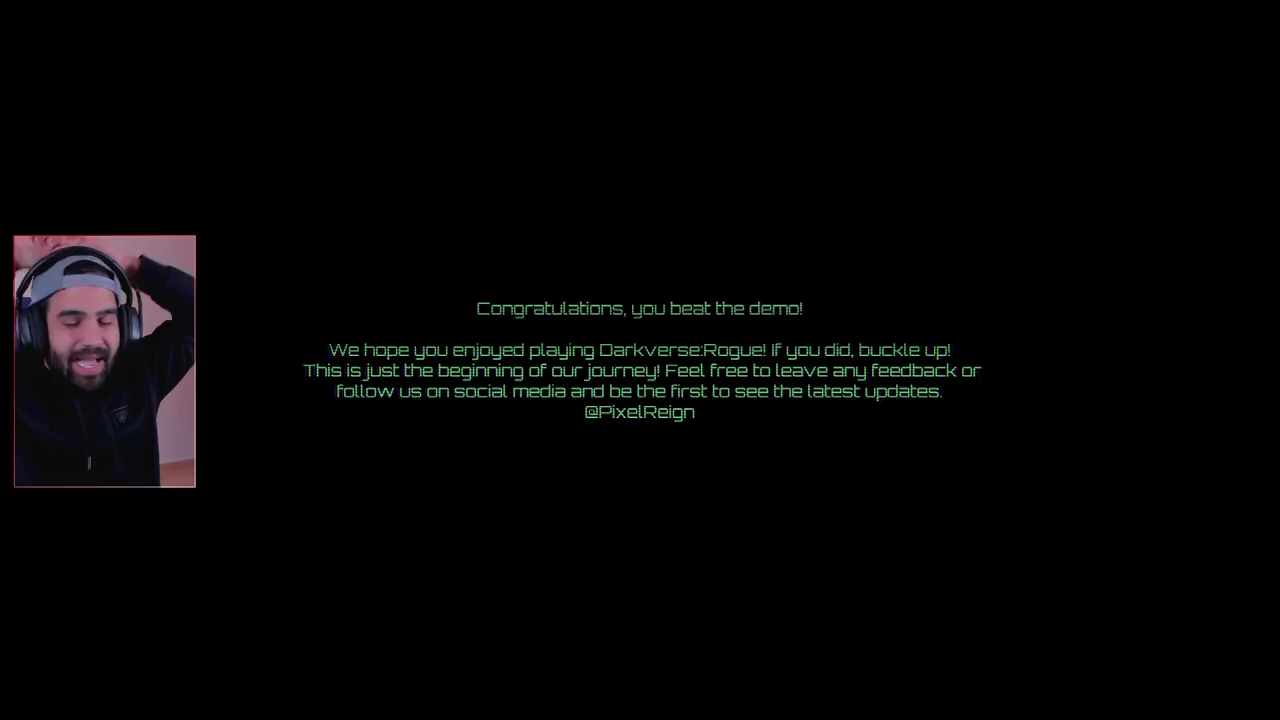 Congratulations, you beat the demo!
We hope you enjoyed playing Darkverse:Rogue! If you did, buckle up!
This is just the beginning of our journey! Feel free to leave any feedback or
follow us on social media and be the first to see the latest updates.
@PixelReign